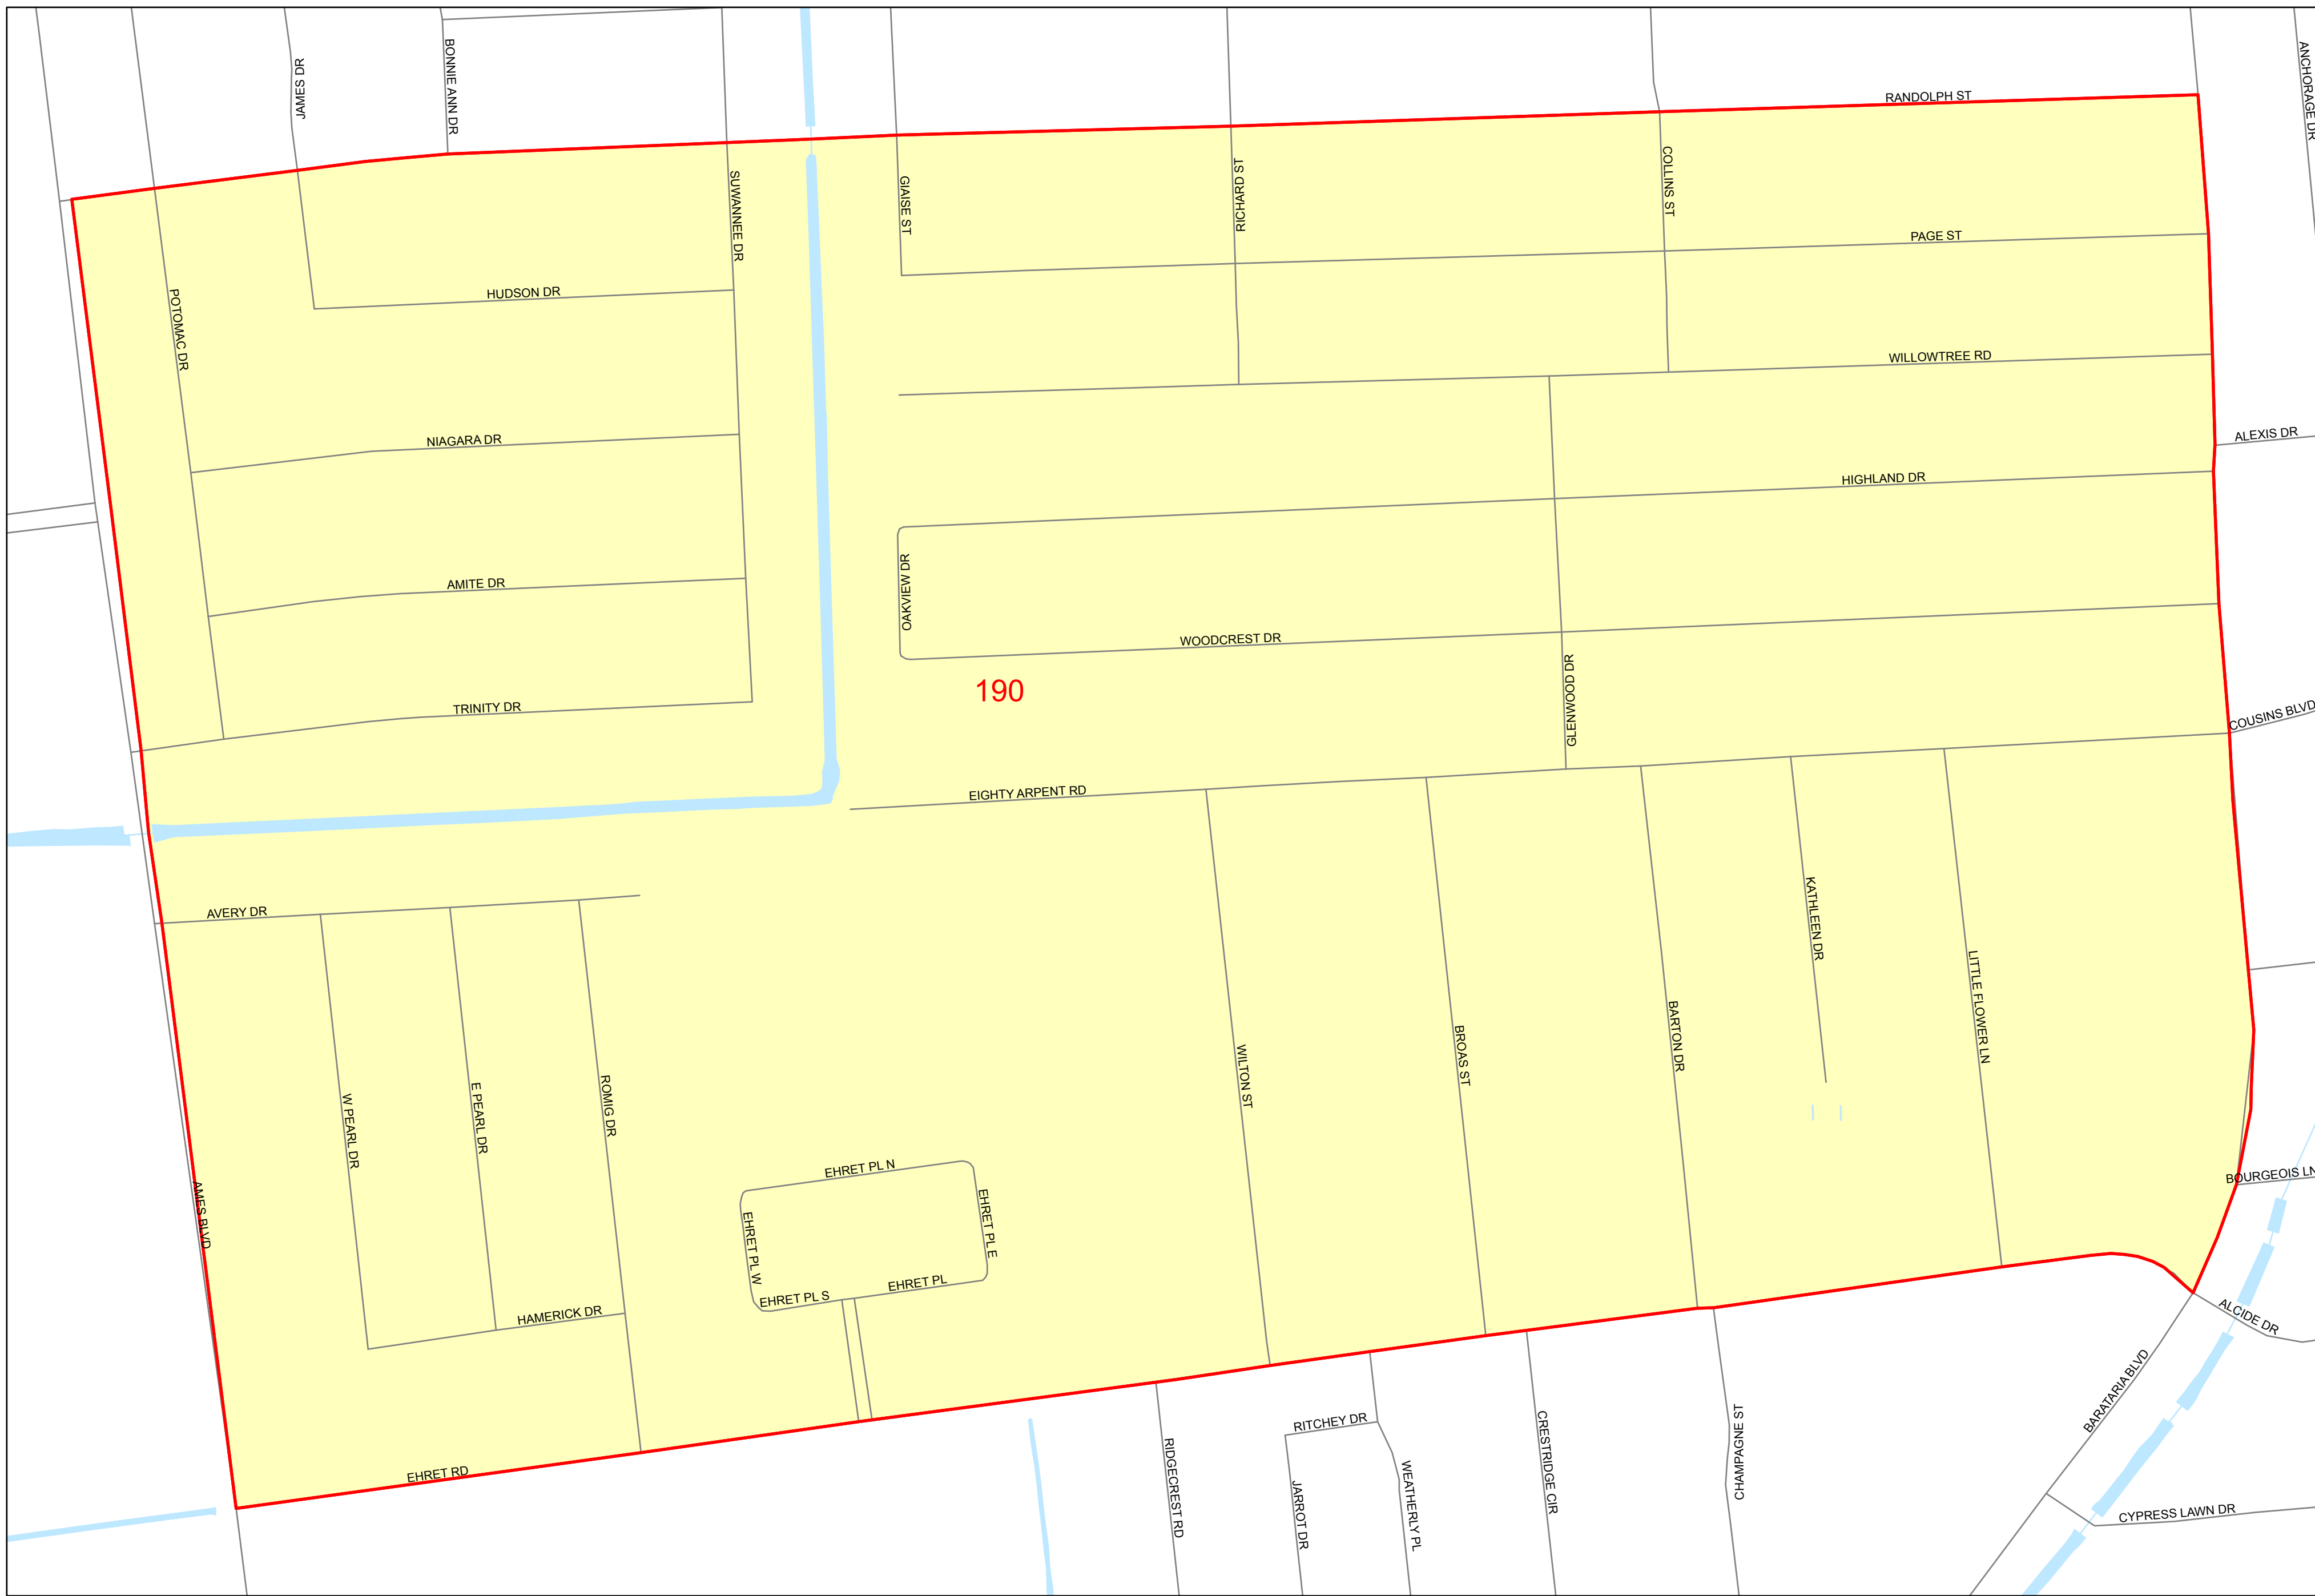 JAMES DR
BONNIE ANN DR
ANCHORAGE DR
RANDOLPH ST
SUWANNEE DR
GIAISE ST
RICHARD ST
COLLINS ST
PAGE ST
POTOMAC DR
HUDSON DR
WILLOWTREE RD
NIAGARA DR
ALEXIS DR
HIGHLAND DR
AMITE DR
OAKVIEW DR
WOODCREST DR
GLENWOOD DR
190
TRINITY DR
COUSINS BLVD
EIGHTY ARPENT RD
AVERY DR
KATHLEEN DR
LITTLE FLOWER LN
BARTON DR
BROAS ST
WILTON ST
W PEARL DR
E PEARL DR
ROMIG DR
AMES BLVD
EHRET PL N
EHRET PL E
EHRET PL W
EHRET PL S
EHRET PL
HAMERICK DR
BOURGEOIS LN
ALCIDE DR
BARATARIA BLVD
EHRET RD
RIDGECREST RD
RITCHEY DR
JARROT DR
WEATHERLY PL
CRESTRIDGE CIR
CHAMPAGNE ST
CYPRESS LAWN DR